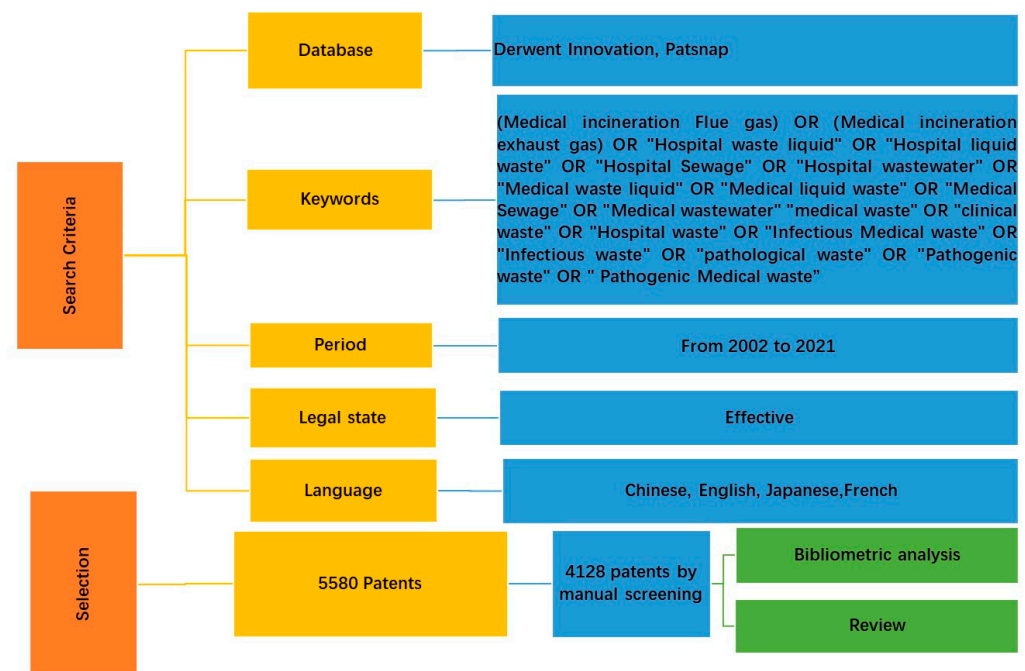 Search Criteria
Database
Derwent Innovation, Patsnap
Keywords
(Medical incineration Flue gas) OR (Medical incineration
exhaust gas) OR "Hospital waste liquid" OR "Hospital liquid
waste" OR "Hospital Sewage" OR "Hospital wastewater" OR
"Medical waste liquid" OR "Medical liquid waste" OR "Medical
Sewage" OR "Medical wastewater" "medical waste" OR "clinical
waste" OR "Hospital waste" OR "Infectious Medical waste" OR
"Infectious waste" OR "pathological waste" OR "Pathogenic
waste" OR " Pathogenic Medical waste”
Period
From 2002 to 2021
Legal state
Effective
Language
Chinese, English, Japanese,French
Selection
5580 Patents
4128 patents by
manual screening
Bibliometric analysis
Review